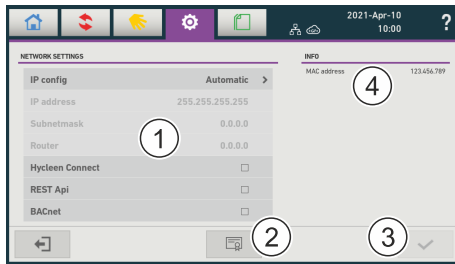 2021-Apr-10
10:00
?
NETWORK SETTINGS
IP config Automatic >
IP address 255.255.255.255
Subnetmask 0.0.0.0
Router 0.0.0.0
Hycleen Connect
REST Api
BACnet
INFO
MAC address 123.456.789
1
2
3
4